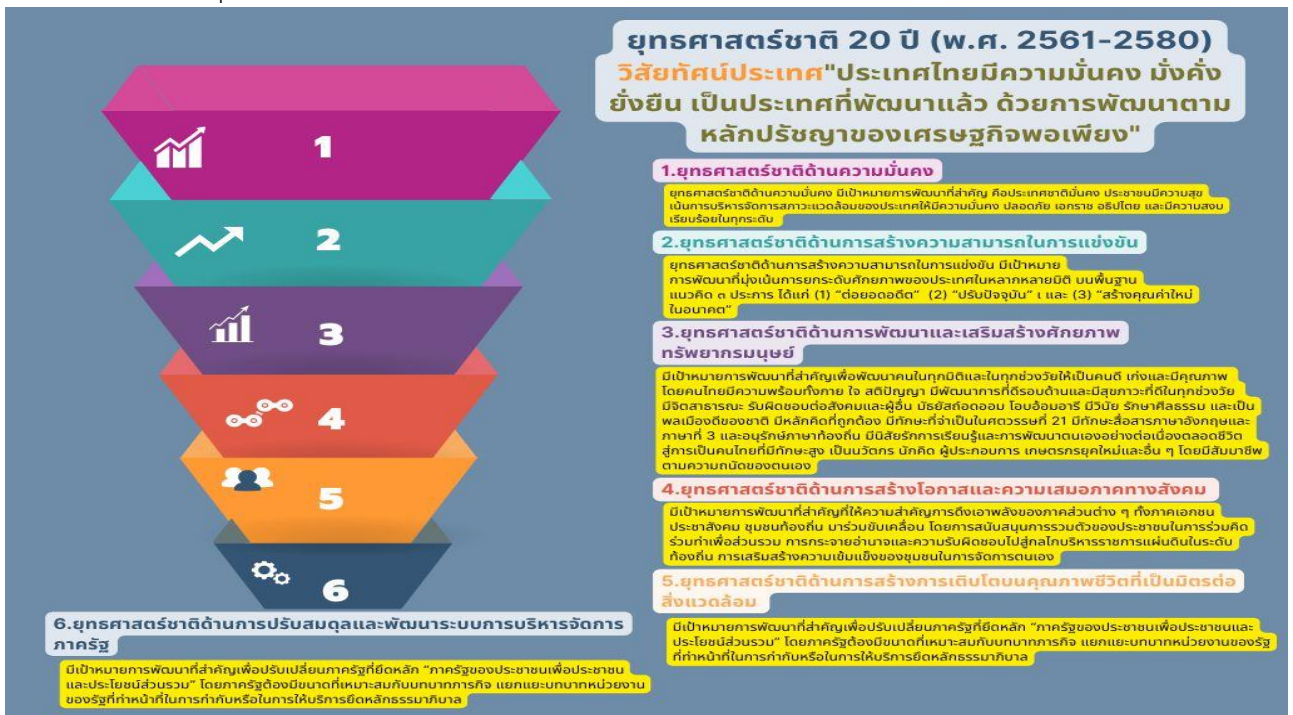 ยุทธศาสตร์ชาติ 20 ปี (พ.ศ. 2561-2580)
วิสัยทัศน์ประเทศ"ประเทศไทยมีความมั่นคง มั่งคั่ง
ยั่งยืน เป็นประเทศที่พัฒนาแล้ว ด้วยการพัฒนาตาม
หลักปรัชญาของเศรษฐกิจพอเพียง"
1
2
3
4
5
6
1.ยุทธศาสตร์ชาติด้านความมั่นคง
ยุทธศาสตร์ชาติด้านความมั่นคง มีเป้าหมายการพัฒนาที่สำคัญ คือประเทศชาติมั่นคง ประชาชนมีความสุข
เน้นการบริหารจัดการสภาวะแวดล้อมของประเทศให้มีความมั่นคง ปลอดภัย เอกราช อธิปไตย และมีความสงบ
เรียบร้อยในทุกระดับ
2.ยุทธศาสตร์ชาติด้านการสร้างความสามารถในการแข่งขัน
ยุทธศาสตร์ชาติด้านการสร้างความสามารถในการแข่งขัน มีเป้าหมาย
การพัฒนาที่มุ่งเน้นการยกระดับศักยภาพของประเทศในหลากหลายมิติ บนพื้นฐาน
แนวคิด ๓ ประการ ได้แก่ (1) "ต่อยอดอดีต" (2) "ปรับปัจจุบัน" เ และ (3) "สร้างคุณค่าใหม่
ในอนาคต"
3.ยุทธศาสตร์ชาติด้านการพัฒนาและเสริมสร้างศักยภาพ
ทรัพยากรมนุษย์
มีเป้าหมายการพัฒนาที่สำคัญเพื่อพัฒนาคนในทุกมิติและในทุกช่วงวัยให้เป็นคนดี เก่งและมีคุณภาพ
โดยคนไทยมีความพร้อมทั้งกาย ใจ สติปัญญา มีพัฒนาการที่ดีรอบด้านและมีสุขภาวะที่ดีในทุกช่วงวัย
มีจิตสาธารณะ รับผิดชอบต่อสังคมและผู้อื่น มัธยัสถ์อดออม โอบอ้อมอารี มีวินัย รักษาศีลธรรม และเป็น
พลเมืองดีของชาติ มีหลักคิดที่ถูกต้อง มีทักษะที่จำเป็นในศตวรรษที่ 21 มีทักษะสื่อสารภาษาอังกฤษและ
ภาษาที่ 3 และอนุรักษ์ภาษาท้องถิ่น มีนิสัยรักการเรียนรู้และการพัฒนาตนเองอย่างต่อเนื่องตลอดชีวิต
สู่การเป็นคนไทยที่มีทักษะสูง เป็นนวัตกร นักคิด ผู้ประกอบการ เกษตรกรยุคใหม่และอื่น ๆ โดยมีสัมมาชีพ
ตามความถนัดของตนเอง
4.ยุทธศาสตร์ชาติด้านการสร้างโอกาสและความเสมอภาคทางสังคม
มีเป้าหมายการพัฒนาที่สำคัญที่ให้ความสำคัญการดึงเอาพลังของภาคส่วนต่าง ๆ ทั้งภาคเอกชน
ประชาสังคม ชุมชนท้องถิ่น มาร่วมขับเคลื่อน โดยการสนับสนุนการรวมตัวของประชาชนในการร่วมคิด
ร่วมทำเพื่อส่วนรวม การกระจายอำนาจและความรับผิดชอบไปสู่กลไกบริหารราชการแผ่นดินในระดับ
ท้องถิ่น การเสริมสร้างความเข้มแข็งของชุมชนในการจัดการตนเอง
5.ยุทธศาสตร์ชาติด้านการสร้างการเติบโตบนคุณภาพชีวิตที่เป็นมิตรต่อ
สิ่งแวดล้อม
มีเป้าหมายการพัฒนาที่สำคัญเพื่อปรับเปลี่ยนภาครัฐที่ยึดหลัก "ภาครัฐของประชาชนเพื่อประชาชนและ
ประโยชน์ส่วนรวม" โดยภาครัฐต้องมีขนาดที่เหมาะสมกับบทบาทภารกิจ แยกแยะบทบาทหน่วยงานของรัฐ
ที่ทำหน้าที่ในการกำกับหรือในการให้บริการยึดหลักธรรมาภิบาล
6.ยุทธศาสตร์ชาติด้านการปรับสมดุลและพัฒนาระบบการบริหารจัดการ
ภาครัฐ
มีเป้าหมายการพัฒนาที่สำคัญเพื่อปรับเปลี่ยนภาครัฐที่ยึดหลัก "ภาครัฐของประชาชนเพื่อประชาชน
และประโยชน์ส่วนรวม" โดยภาครัฐต้องมีขนาดที่เหมาะสมกับบทบาทภารกิจ แยกแยะบทบาทหน่วยงาน
ของรัฐที่ทำหน้าที่ในการกำกับหรือในการให้บริการยึดหลักธรรมาภิบาล